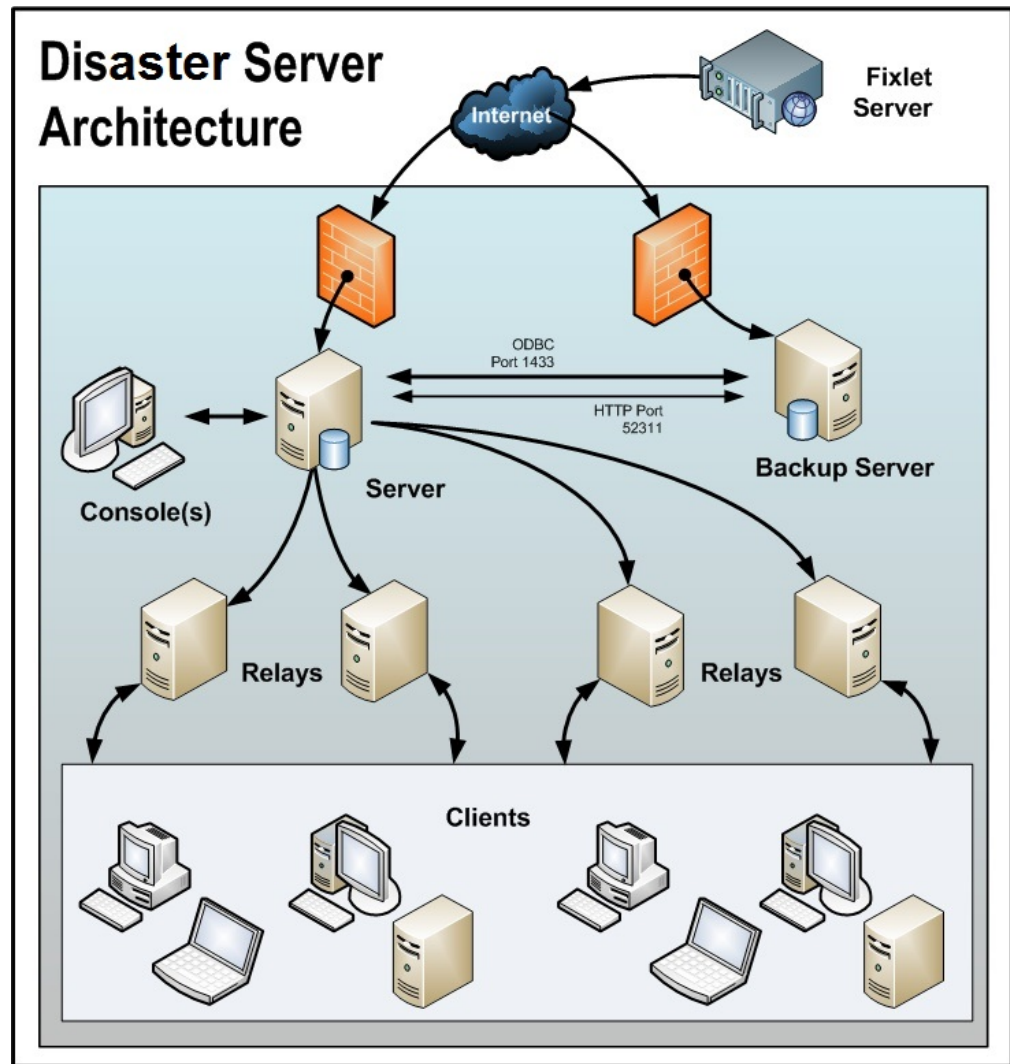 Disaster Server
Architecture
Internet
Fixlet
Server
ODBC
Port 1433
HTTP Port
52311
Server
Backup Server
Console(s)
Relays
Relays
Clients